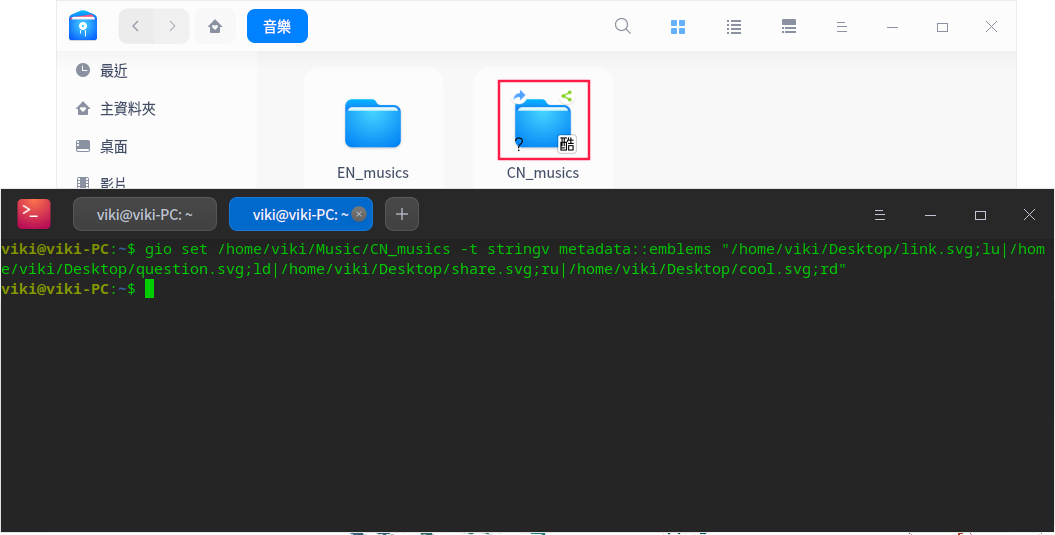 音樂
最近
主資料夾
桌面
影片
?
酷
EN_musics
CN_musics
viki@viki-PC: ~
viki@viki-PC: ~
viki@viki-PC:~$ gio set /home/viki/Music/CN_musics -t stringv metadata::emblems "/home/viki/Desktop/link.svg;lu|/hom
e/viki/Desktop/question.svg;ld|/home/viki/Desktop/share.svg;ru|/home/viki/Desktop/cool.svg;rd"
viki@viki-PC:~$